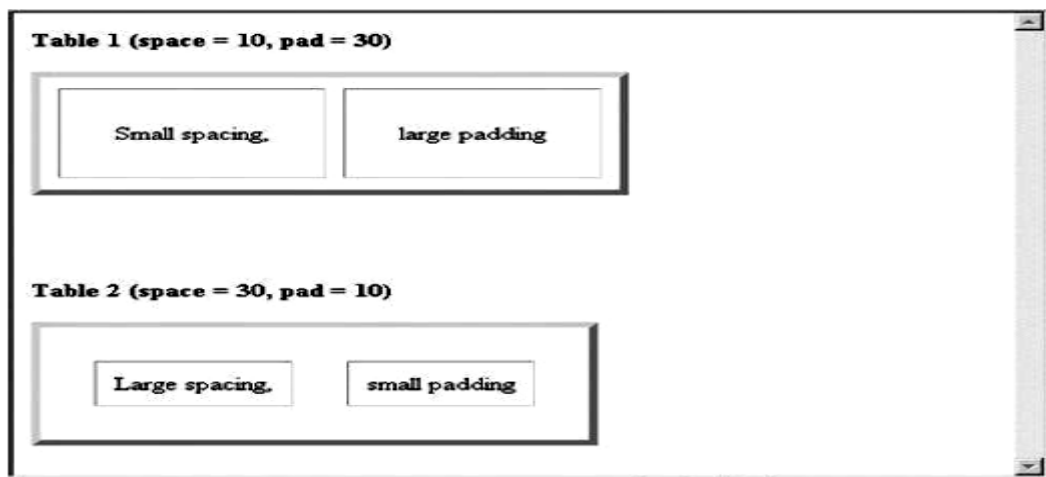 Table 1 (space = 10, pad = 30)
Small spacing, large padding
Table 2 (space = 30, pad = 10)
Large spacing, small padding